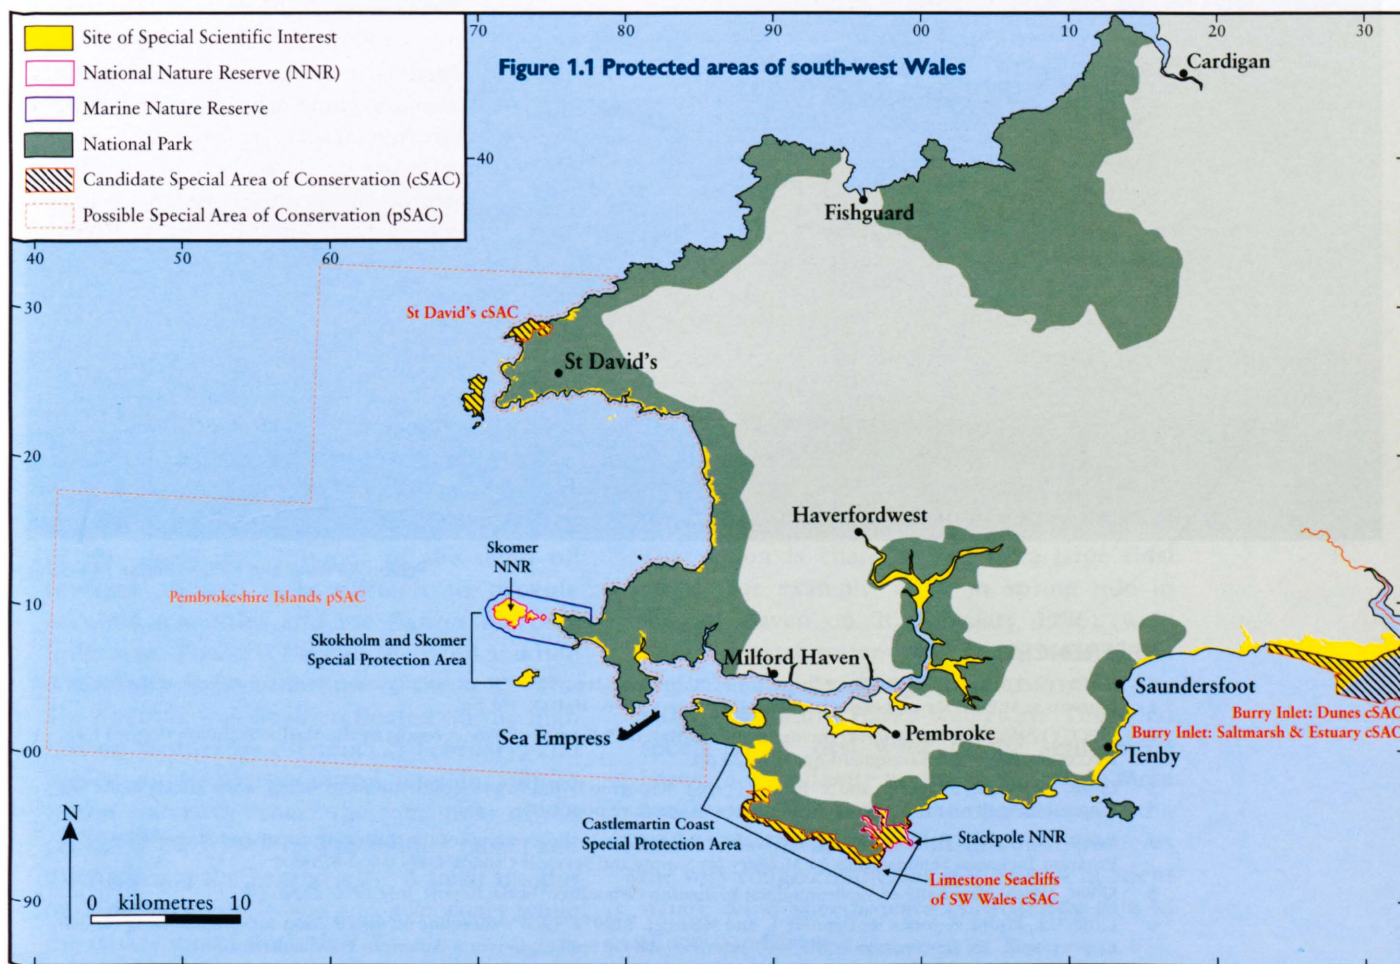 Site of Special Scientific Interest
National Nature Reserve (NNR)
Marine Nature Reserve
National Park
Candidate Special Area of Conservation (cSAC)
Possible Special Area of Conservation (pSAC)
70
80
90
00
10
20
30
Figure 1.1 Protected areas of south-west Wales
Cardigan
40
Fishguard
40
50
60
30
St David's cSAC
St David's
20
Haverfordwest
Skomer
NNR
10
Pembrokeshire Islands pSAC
Skokholm and Skomer
Special Protection Area
Milford Haven
Saundersfoot
Burry Inlet: Dunes cSAC
Burry Inlet: Saltmarsh & Estuary cSAC
Sea Empress
Pembroke
00
Tenby
N
Castlemartin Coast
Special Protection Area
Stackpole NNR
Limestone Seacliffs
of SW Wales cSAC
90
0 kilometres 10